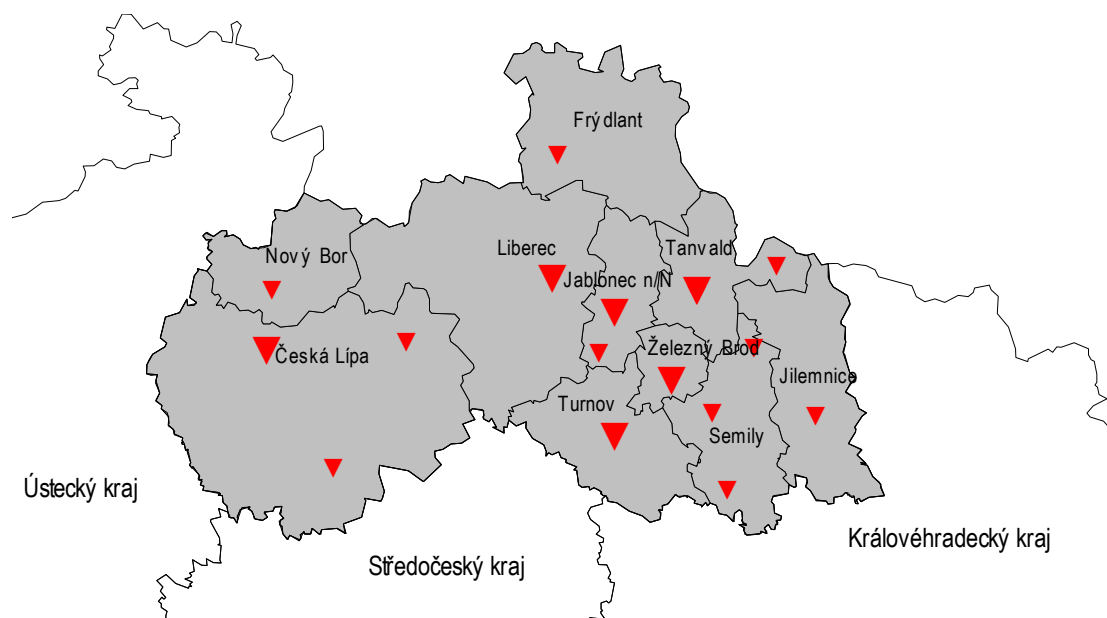 Frýdlant
Nový Bor
Liberec
Tanvald
Jablonec n/N
Česká Lípa
Železný Brod
Jilemnice
Turnov
Semily
Ústecký kraj
Královéhradecký kraj
Středočeský kraj